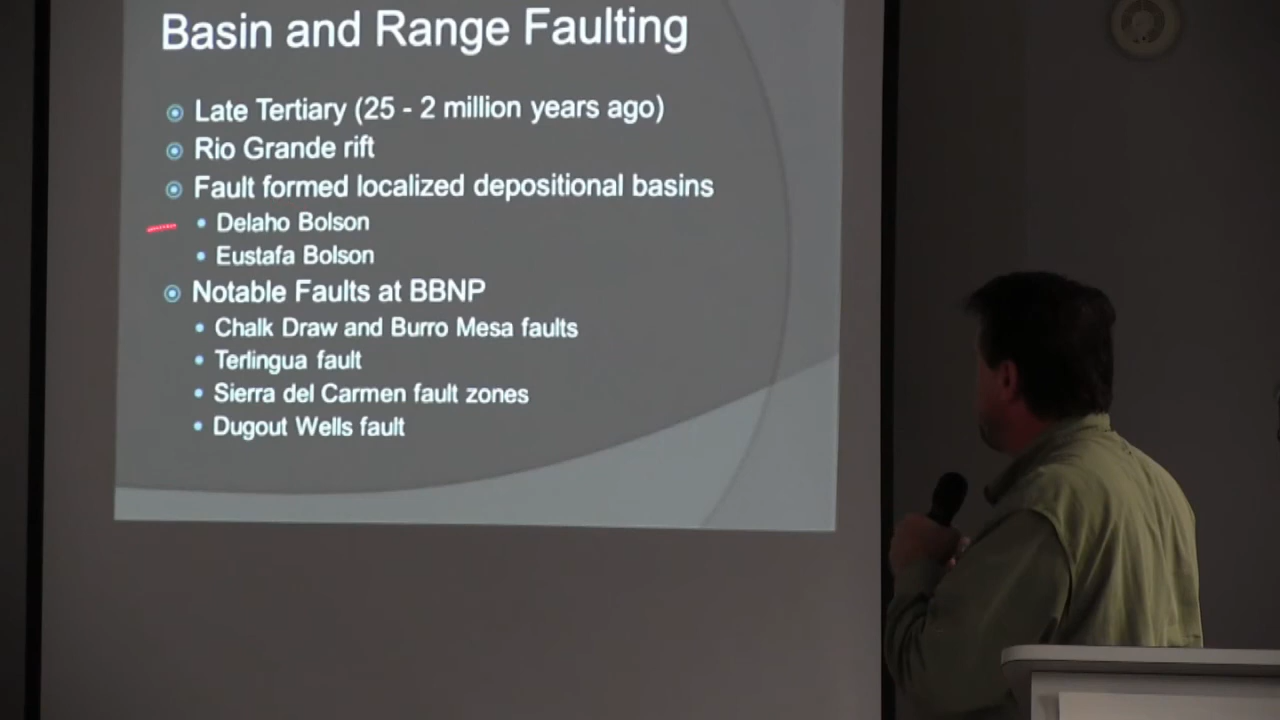 Basin and Range Faulting
Late Tertiary (25 - 2 million years ago)
Rio Grande rift
Fault formed localized depositional basins
Delaho Bolson
Eustafa Bolson
Notable Faults at BBNP
Chalk Draw and Burro Mesa faults
Terlingua fault
Sierra del Carmen fault zones
Dugout Wells fault